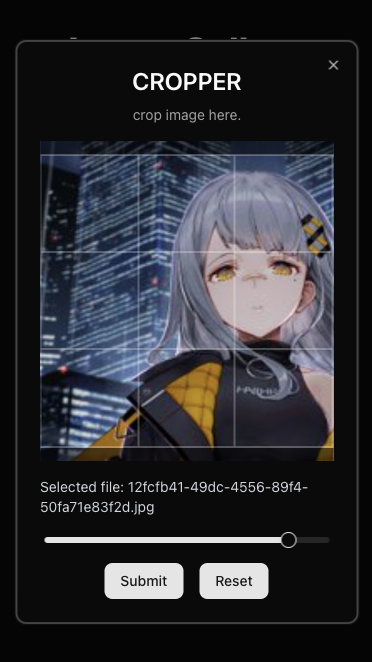 CROPPER
crop image here.
Selected file: 12fcfb41-49dc-4556-89f4-
50fa71e83f2d.jpg
Submit
Reset